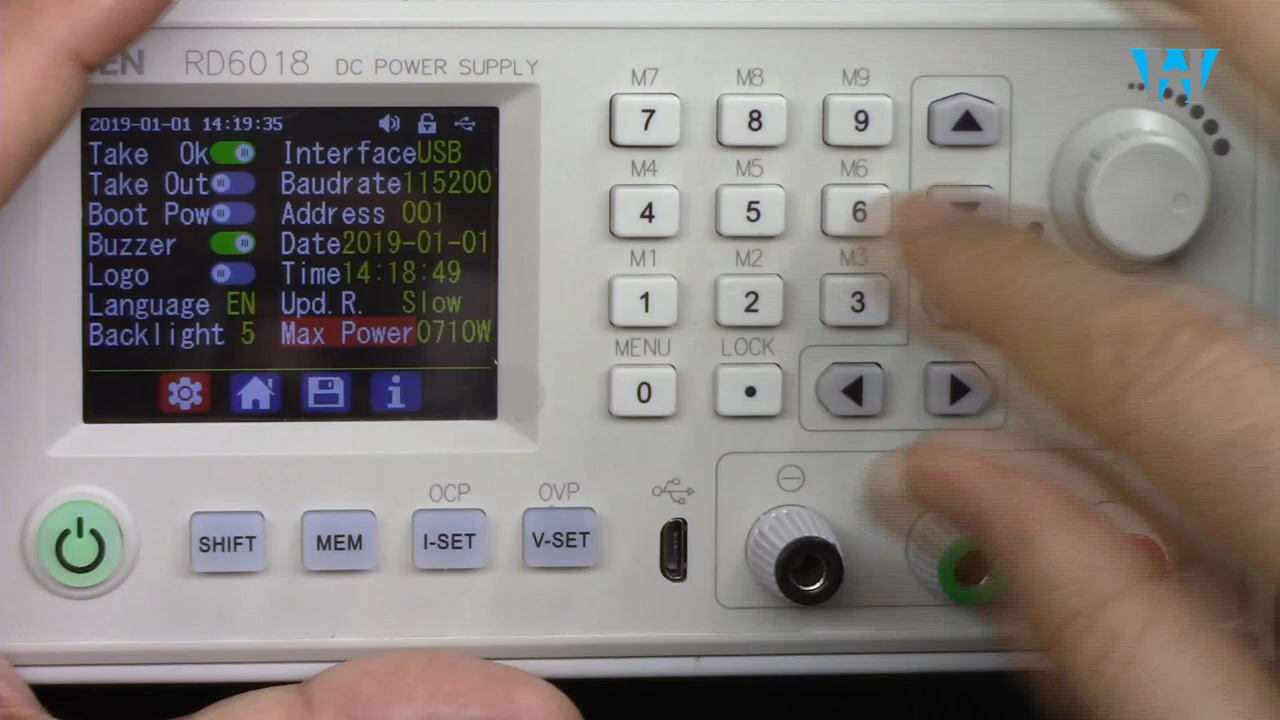 EN RD6018 DC POWER SUPPLY
2019-01-01 14:19:35
Take Ok Interface USB
Take Out Baudrate 115200
Boot Pow Address 001
Buzzer Date 2019-01-01
Logo Time 14:18:49
Language EN Upd.R. Slow
Backlight 5 Max Power 0710W
M7 M8 M9
7 8 9
M4 M5 M6
4 5 6
M1 M2 M3
1 2 3
MENU LOCK
0 •
OCP OVP
SHIFT MEM I-SET V-SET